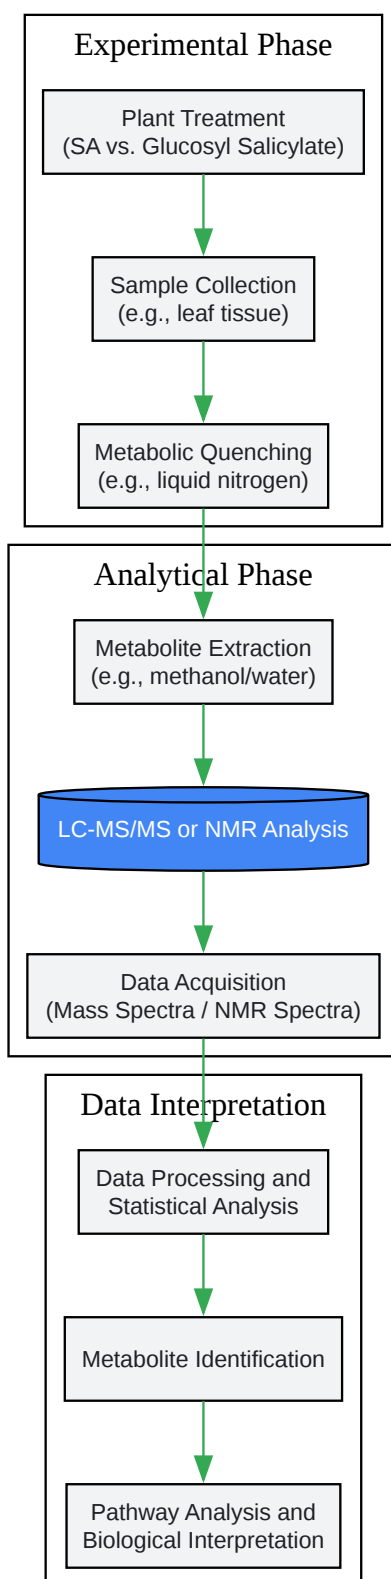 Experimental Phase
Plant Treatment
(SA vs. Glucosyl Salicylate)
Sample Collection
(e.g., leaf tissue)
Metabolic Quenching
(e.g., liquid nitrogen)
Analytical Phase
Metabolite Extraction
(e.g., methanol/water)
LC-MS/MS or NMR Analysis
Data Acquisition
(Mass Spectra / NMR Spectra)
Data Interpretation
Data Processing and
Statistical Analysis
Metabolite Identification
Pathway Analysis and
Biological Interpretation